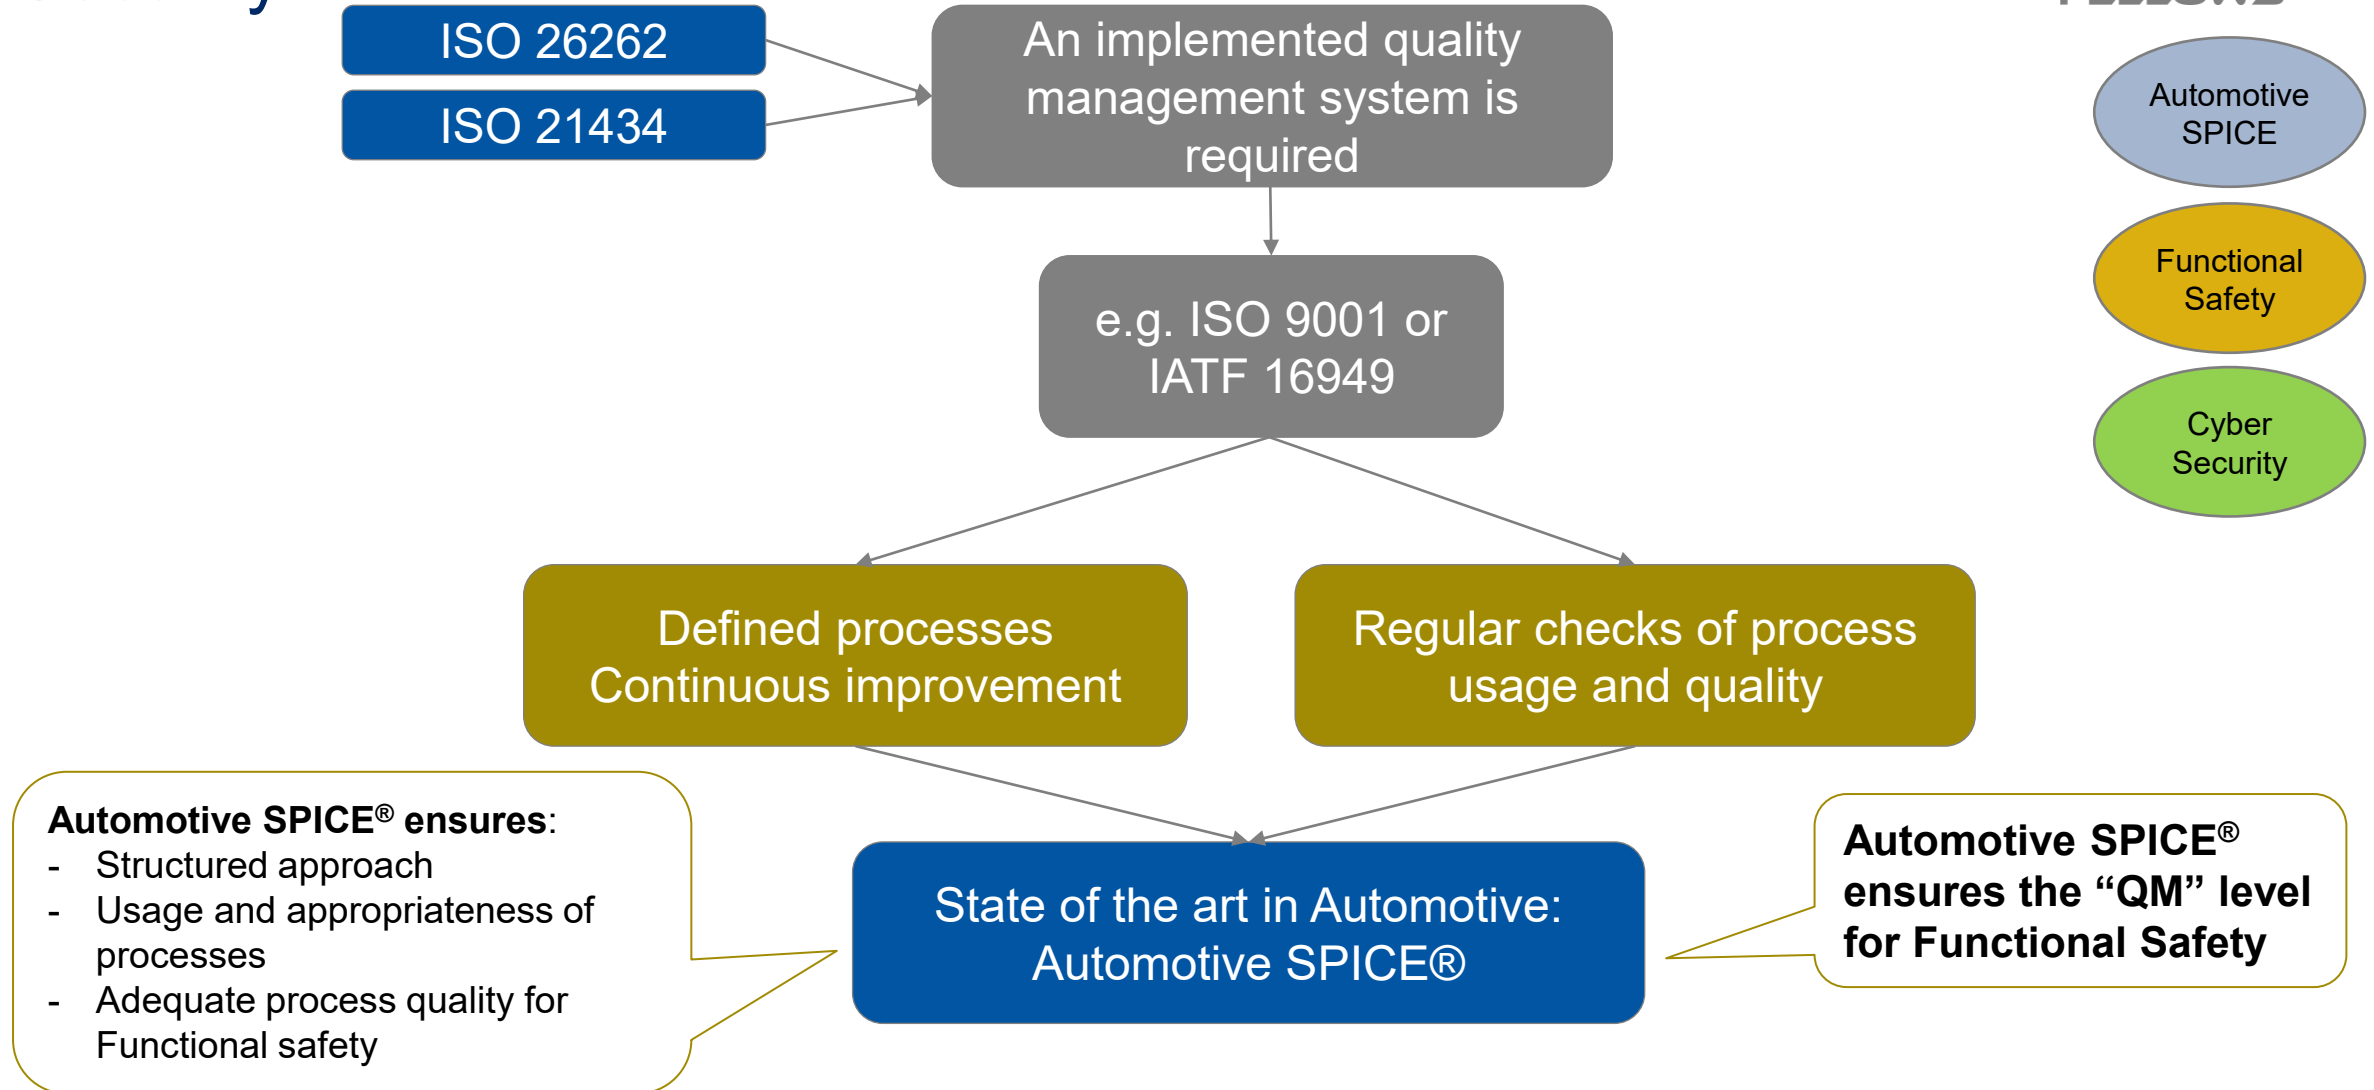 ISO 26262
ISO 21434
An implemented quality
management system is
required
Automotive
SPICE
e.g. ISO 9001 or
IATF 16949
Functional
Safety
Cyber
Security
Defined processes
Continuous improvement
Regular checks of process
usage and quality
Automotive SPICE® ensures:
- Structured approach
- Usage and appropriateness of
processes
- Adequate process quality for
Functional safety
State of the art in Automotive:
Automotive SPICE®
Automotive SPICE®
ensures the “QM” level
for Functional Safety